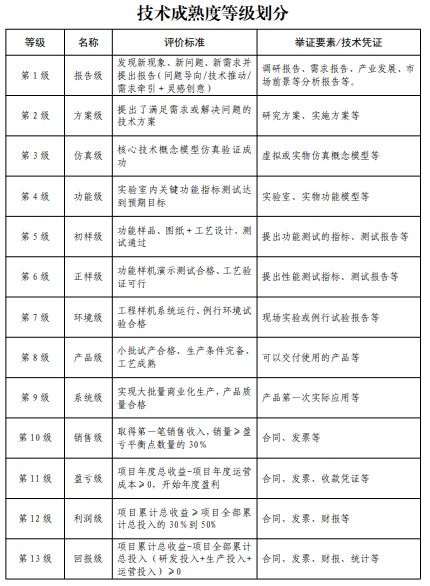 技术成熟度等级划分
等级 名称 评价标准 举证要素/技术凭证
第1级 报告级 发现新现象、新问题、新需求并
提出报告(问题导向/技术推动/
需求牵引+灵感创意)
调研报告、需求报告、产业发展、市
场前景等分析报告等。
第2级 方案级 提出了满足需求或解决问题的
技术方案
研究方案、实施方案等
第3级 仿真级 核心技术概念模型仿真验证成
功
虚拟或实物仿真概念模型等
第4级 功能级 实验室内关键功能指标测试达
到预期目标
实验室、实物功能模型等
第5级 初样级 功能样品、图纸+工艺设计、测
试通过
提出功能测试的指标、测试报告等
第6级 正样级 功能样机演示测试合格、工艺验
证可行
提出性能测试指标、测试报告等
第7级 环境级 工程样机系统运行、例行环境试
验合格
现场实验或例行试验报告等
第8级 产品级 小批试产合格、生产条件完备、
工艺成熟
可以交付使用的产品等
第9级 系统级 实现大批量商业化生产,产品质
量合格
产品第一次实际应用等
第10级 销售级 取得第一笔销售收入,销量≥盈
亏平衡点数量的30%
合同、发票等
第11级 盈亏级 项目年度总收益-项目年度运营
成本≥0,开始年度盈利
合同、发票、收款凭证等
第12级 利润级 项目累计总收益≥项目全部累
计总投入的30%到50%
合同、发票、财报等
第13级 回报级 项目累计总收益-项目全部累计
总投入(研发投入+生产投入+
运营投入)≥0
合同、发票、财报、统计等